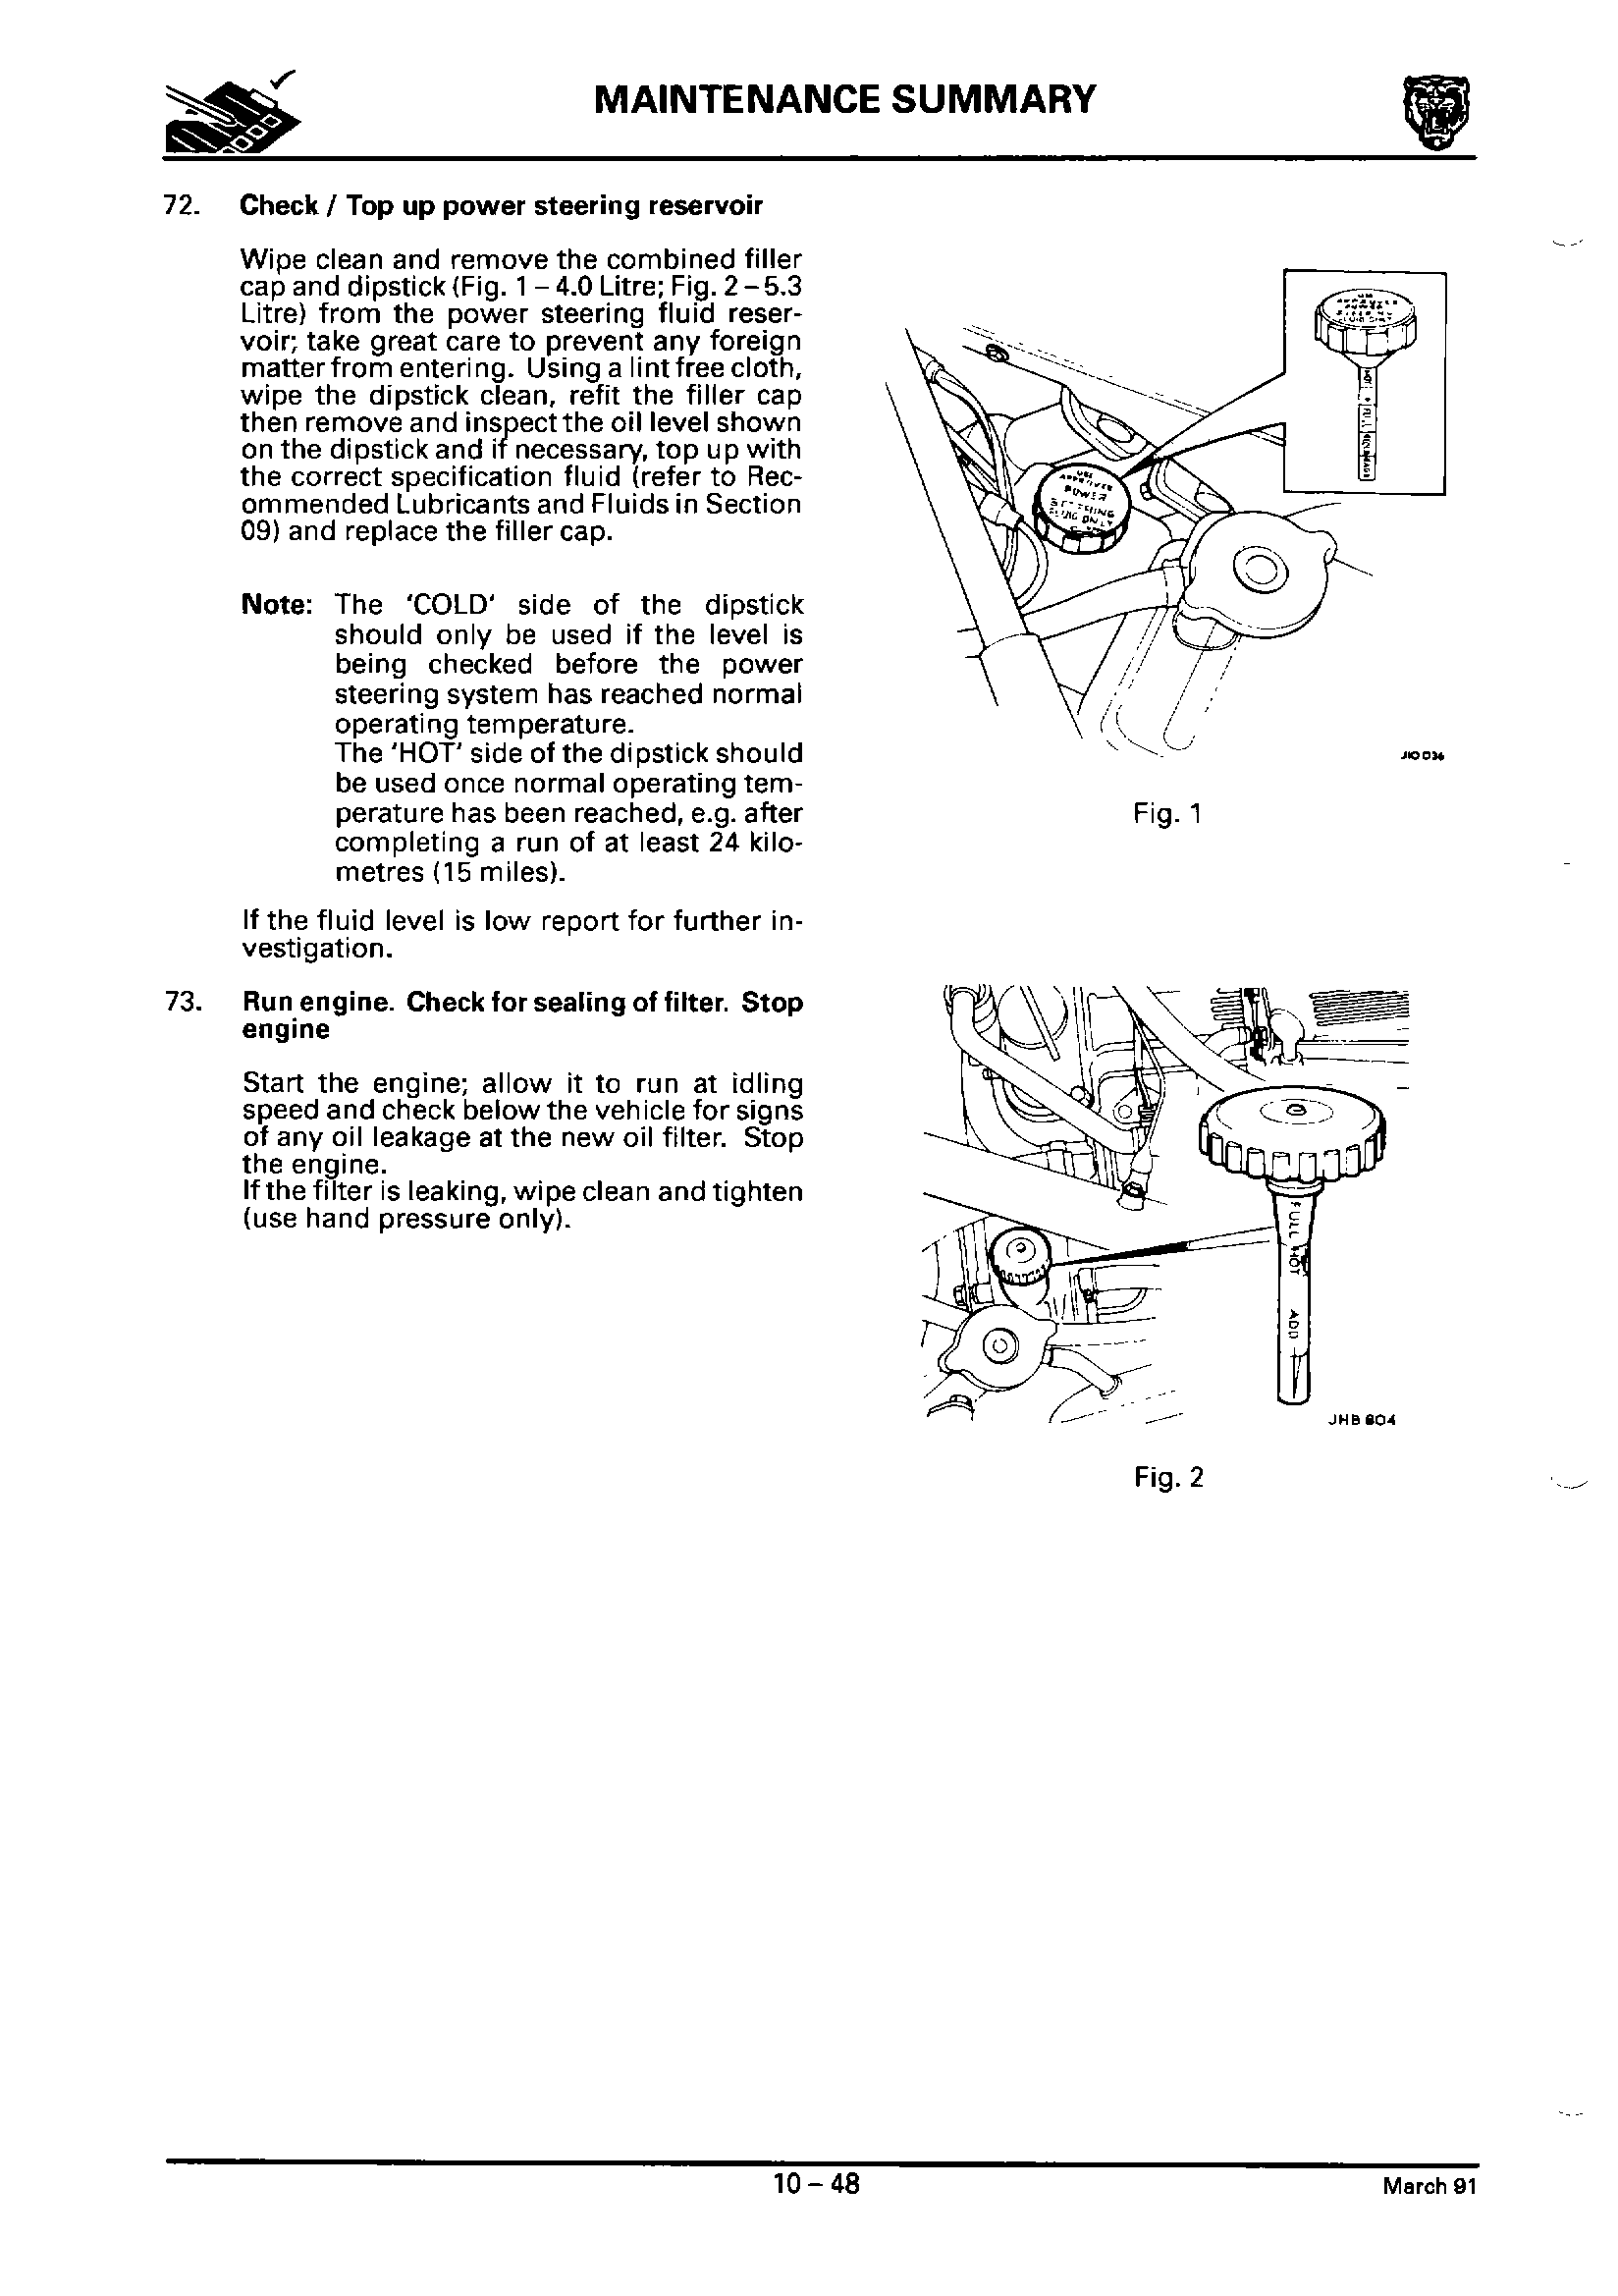 MAINTENANCE SUMMARY
72. Check / Top up power steering reservoir
Wipe clean and remove the combined filler
cap and dipstick (Fig. 1 – 4.0 Litre; Fig. 2 – 5.3
Litre) from the power steering fluid reser-
voir; take great care to prevent any foreign
matter from entering. Using a lint free cloth,
wipe the dipstick clean, refit the filler cap
then remove and inspect the oil level shown
on the dipstick and if necessary, top up with
the correct specification fluid (refer to Rec-
ommended Lubricants and Fluids in Section
09) and replace the filler cap.
Note: The 'COLD' side of the dipstick
should only be used if the level is
being checked before the power
steering system has reached normal
operating temperature.
The 'HOT' side of the dipstick should
be used once normal operating tem-
perature has been reached, e.g. after
completing a run of at least 24 kilo-
metres (15 miles).
If the fluid level is low report for further in-
vestigation.
73. Run engine. Check for sealing of filter. Stop
engine
Start the engine; allow it to run at idling
speed and check below the vehicle for signs
of any oil leakage at the new oil filter. Stop
the engine.
If the filter is leaking, wipe clean and tighten
(use hand pressure only).
USE
APPROVED
POWER
STEERING
FLUID ONLY
Fig. 1
FULL HOT
ADD
JHB 804
Fig. 2
10 – 48
March 91